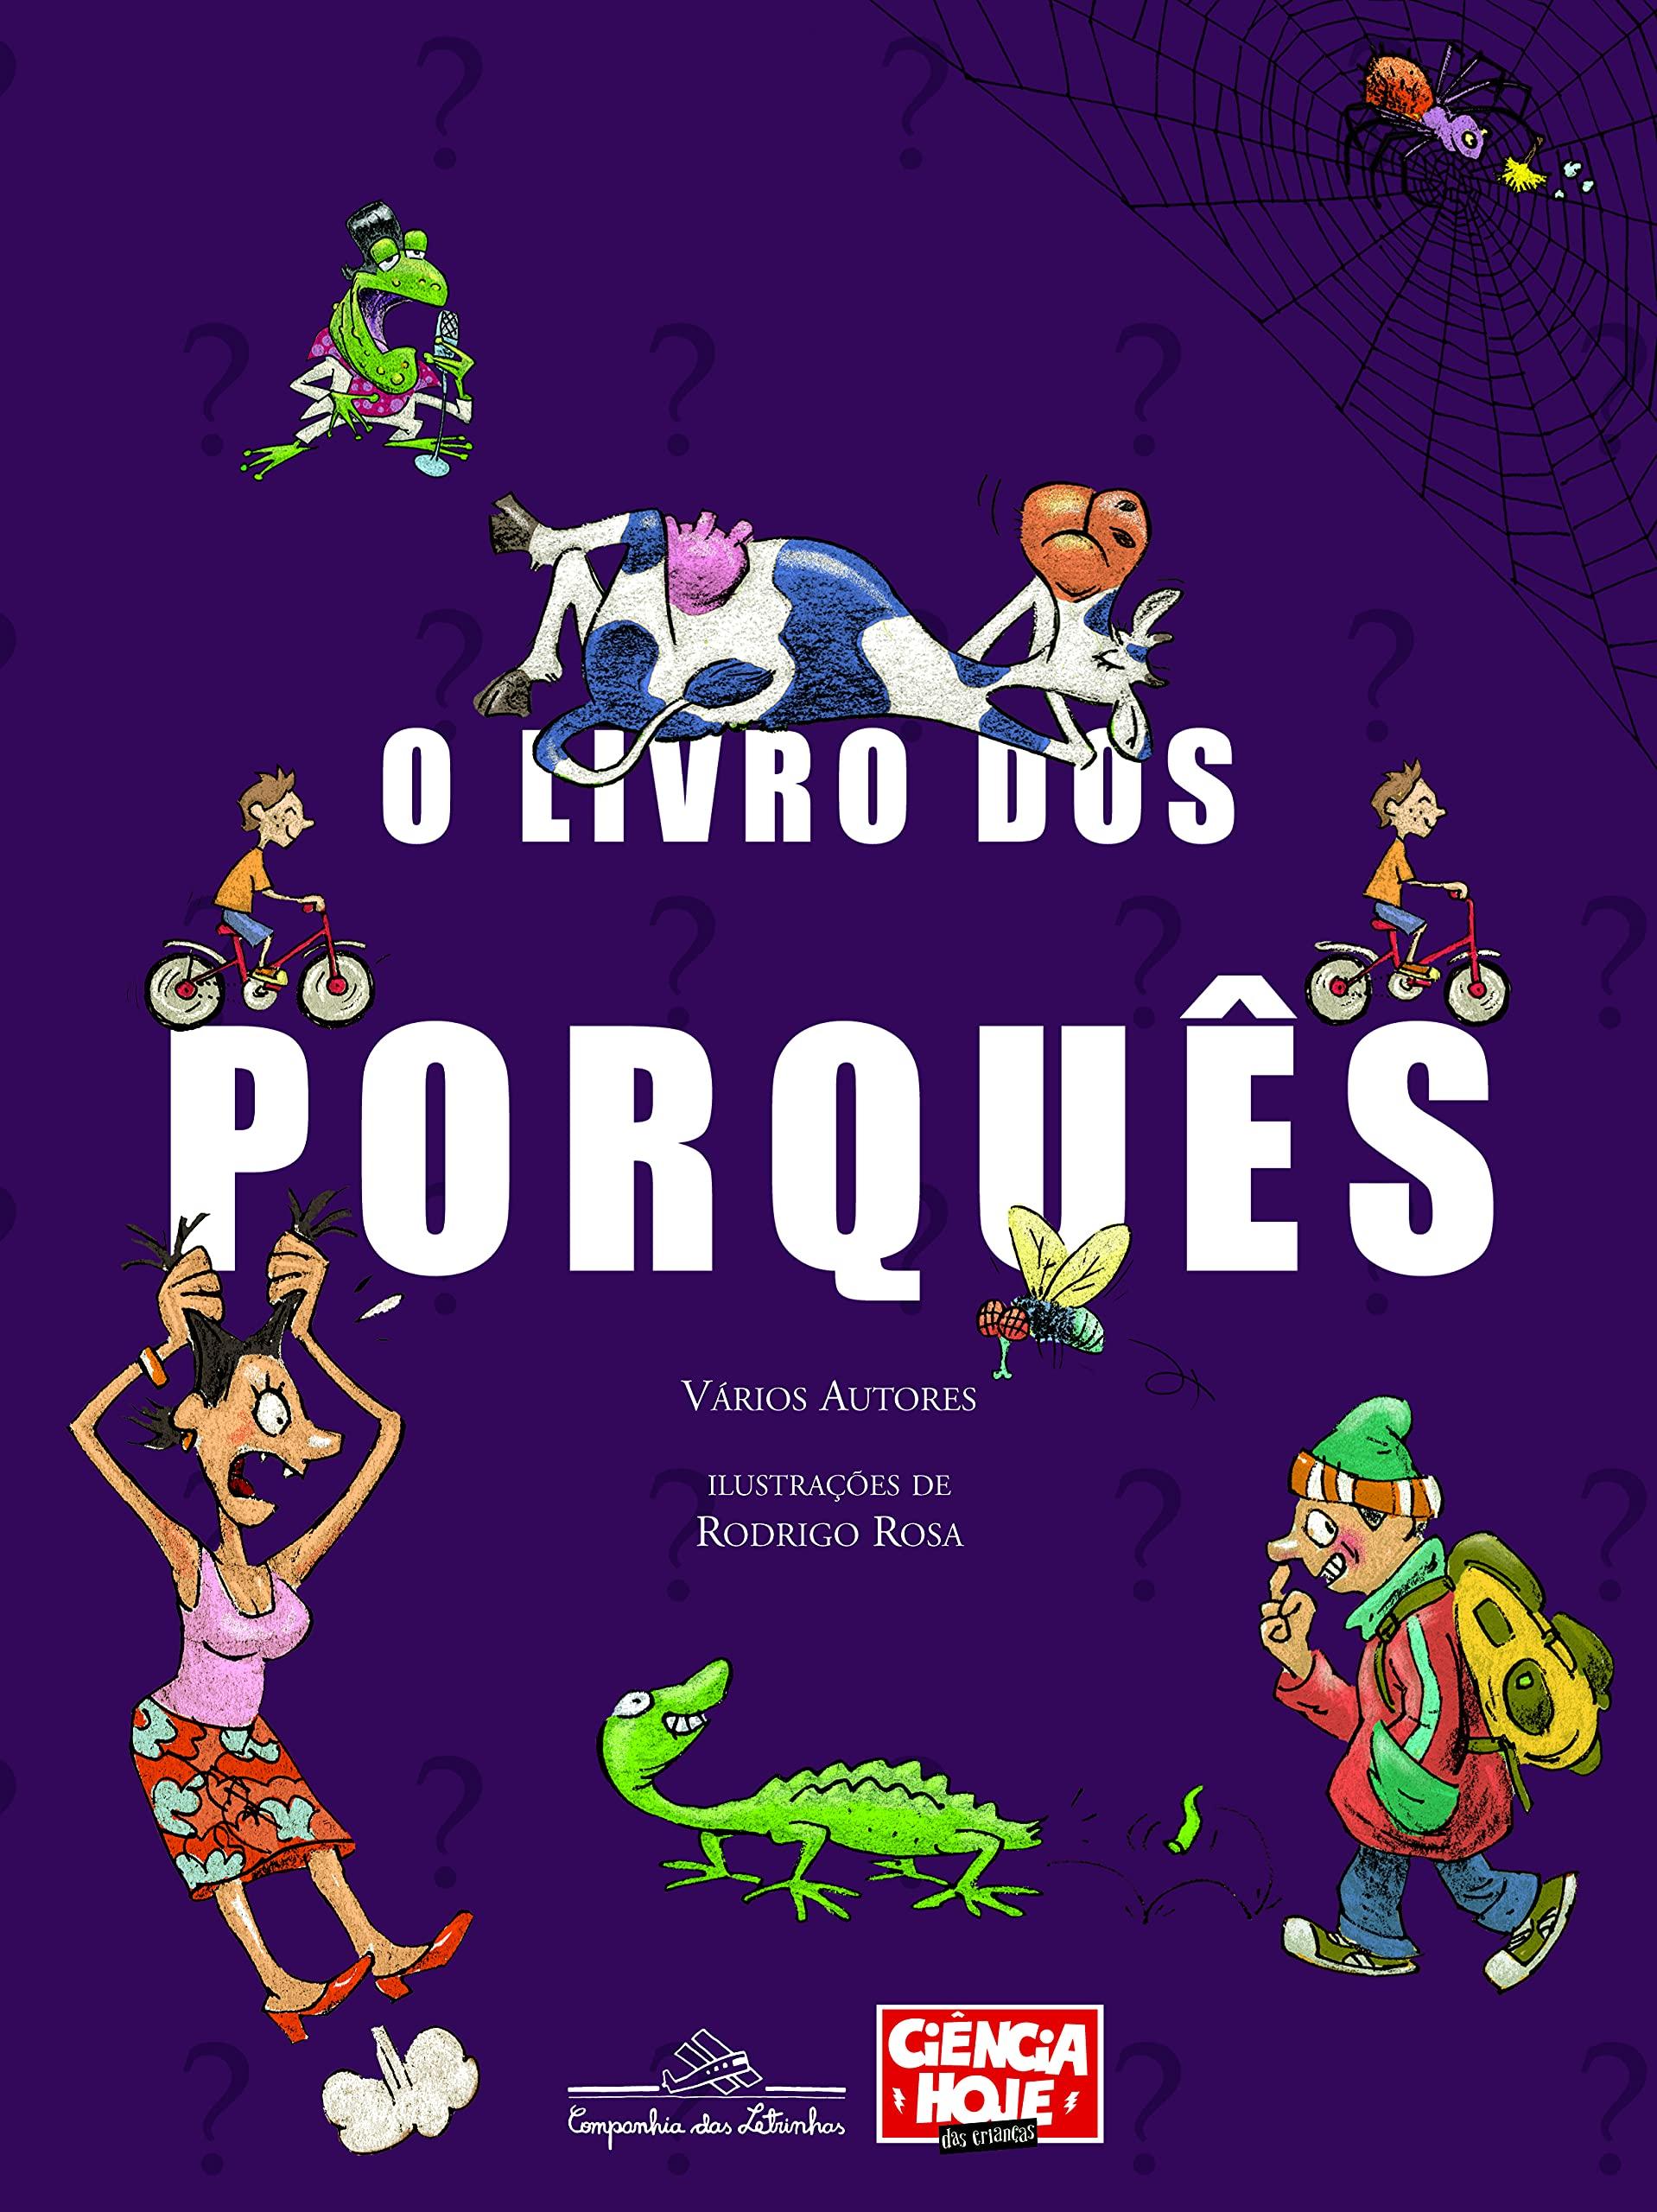 O LIVRO DOS
PORQUÊS
VÁRIOS AUTORES
ILUSTRAÇÕES DE
RODRIGO ROSA
Companhia das Letrinhas
CIÊNCIA
HOJE
das crianças